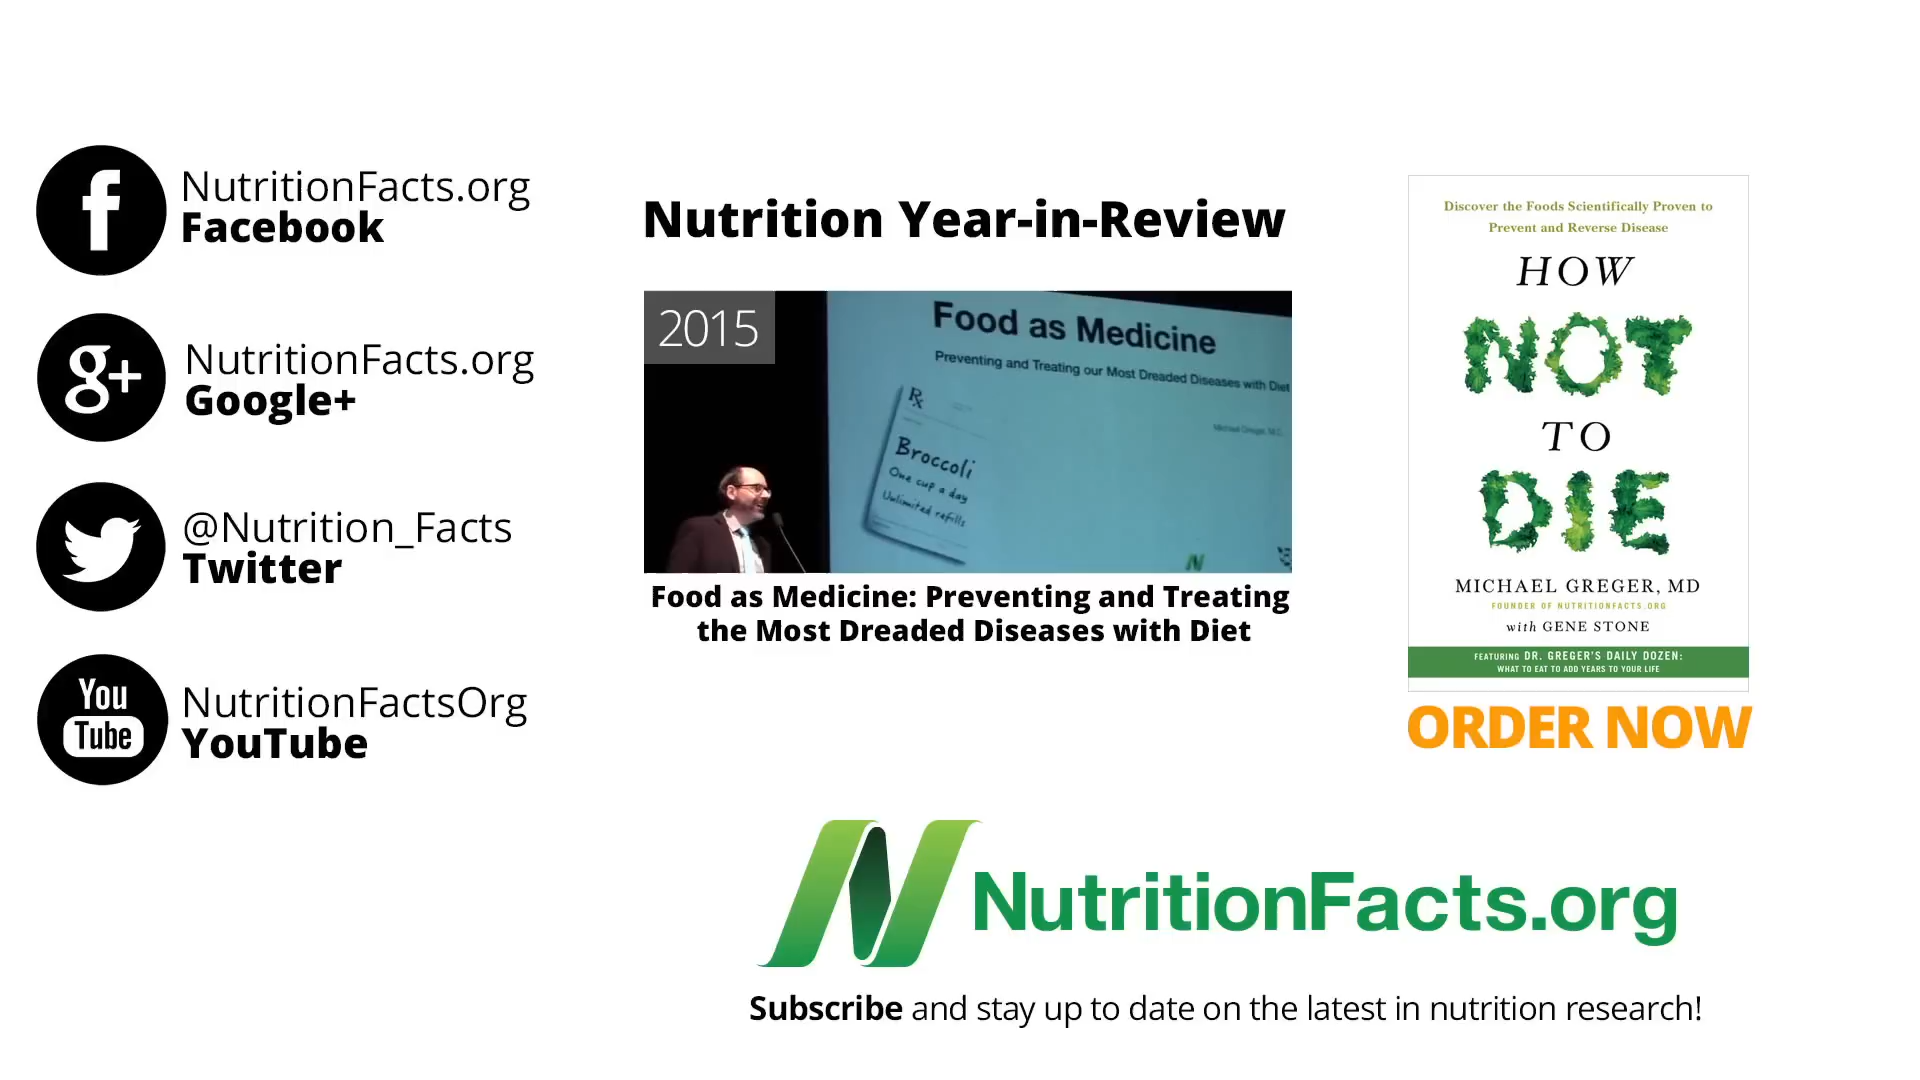 f
NutritionFacts.org
Facebook
g+
NutritionFacts.org
Google+
@Nutrition_Facts
Twitter
You
Tube
NutritionFactsOrg
YouTube
Nutrition Year-in-Review
2015
Food as Medicine
Preventing and Treating our Most Dreaded Diseases with Diet
Michael Greger, M.D.
Rx
Broccoli
One cup a day
Unlimited refills
Food as Medicine: Preventing and Treating
the Most Dreaded Diseases with Diet
Discover the Foods Scientifically Proven to
Prevent and Reverse Disease
HOW
NOT
TO
DIE
MICHAEL GREGER, MD
FOUNDER OF NUTRITIONFACTS.ORG
with GENE STONE
FEATURING DR. GREGER'S DAILY DOZEN:
WHAT TO EAT TO ADD YEARS TO YOUR LIFE
ORDER NOW
NutritionFacts.org
Subscribe and stay up to date on the latest in nutrition research!